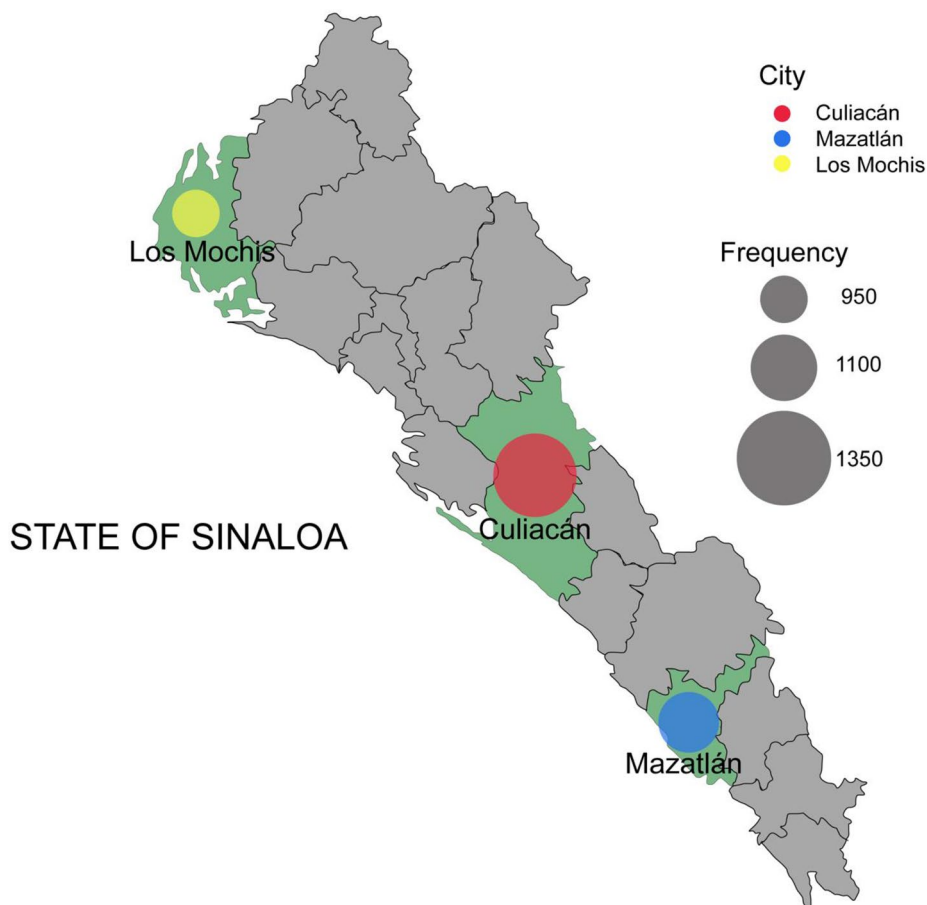 City
Culiacán
Mazatlán
Los Mochis
Los Mochis
Frequency
950
1100
1350
Culiacán
STATE OF SINALOA
Mazatlán